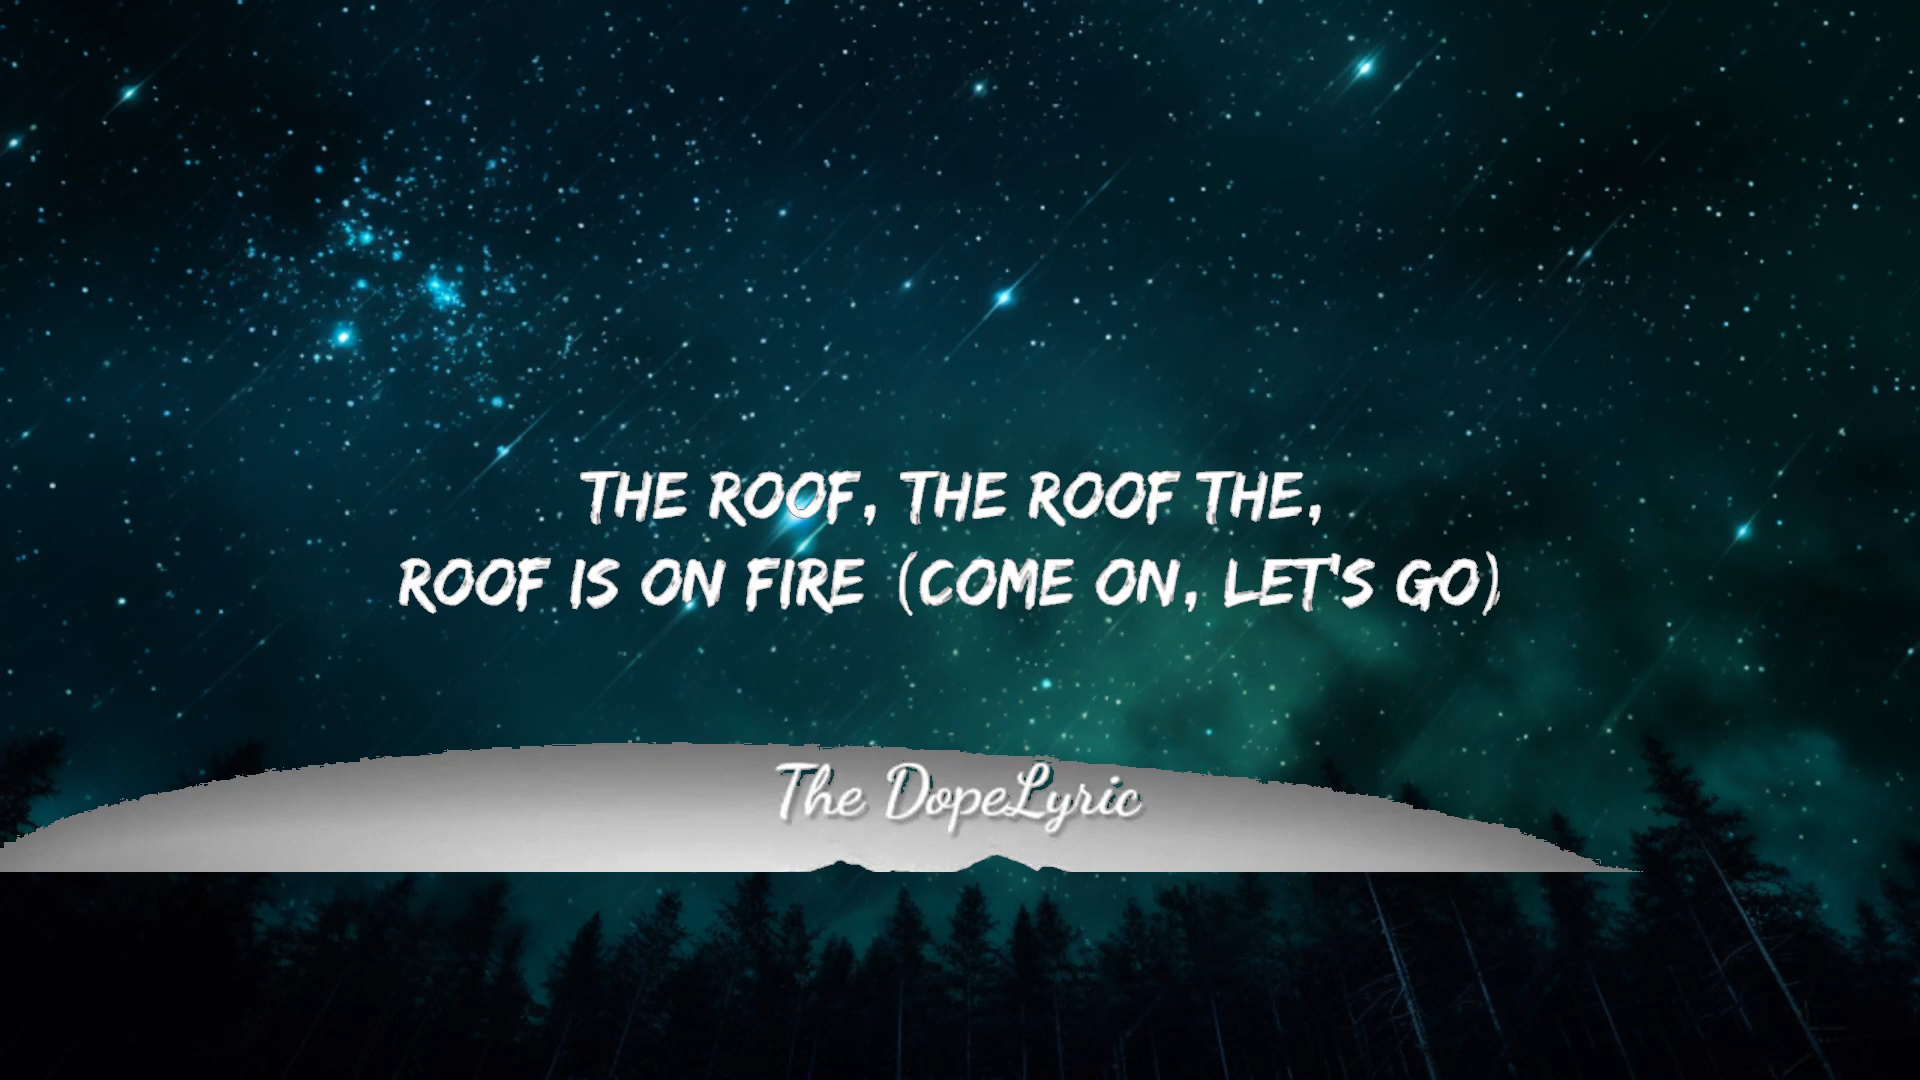 THE ROOF, THE ROOF THE,
ROOF IS ON FIRE (COME ON, LET'S GO)
The DopeLyric